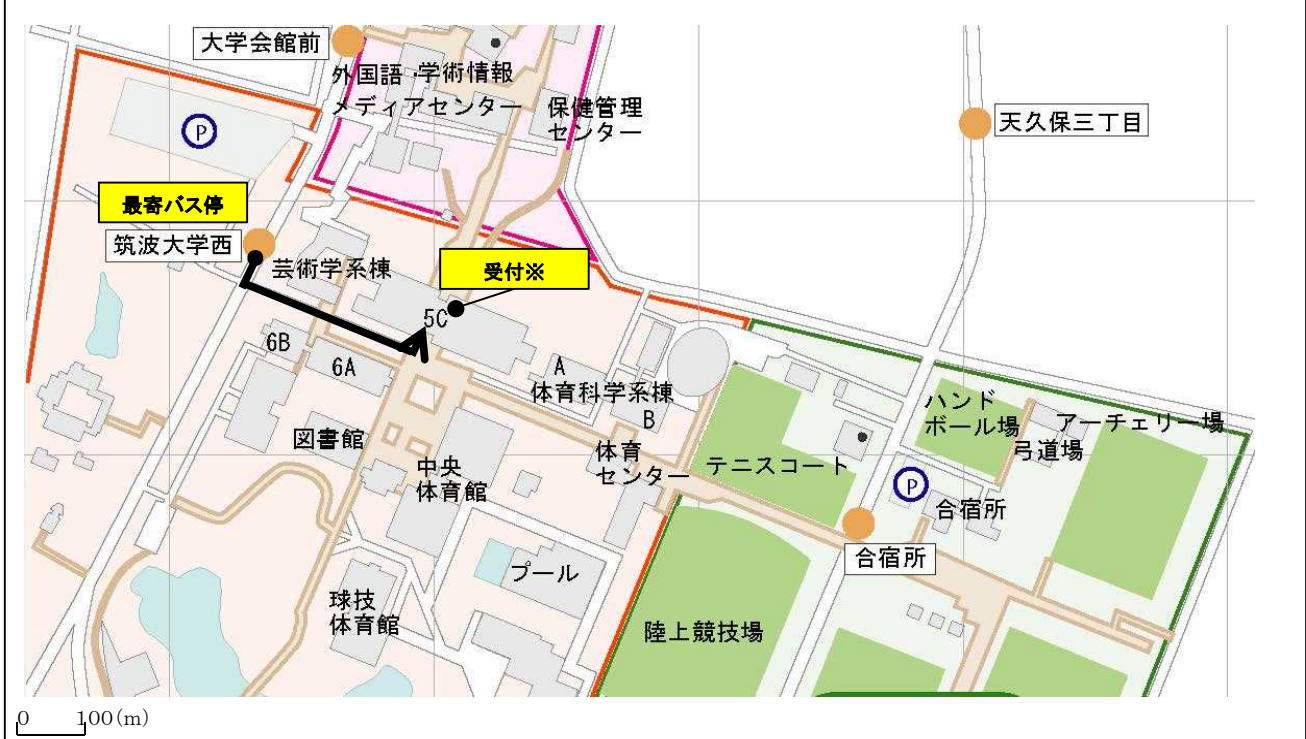 大学会館前
外国語・学術情報
メディアセンター
保健管理
センター
天久保三丁目
P
最寄バス停
筑波大学西
芸術学系棟
受付※
5C
6B
6A
A
体育科学系棟
B
図書館
中央
体育館
体育
センター
テニスコート
ハンド
ボール場
アーチェリー場
弓道場
P
合宿所
合宿所
プール
球技
体育館
陸上競技場
0 100(m)